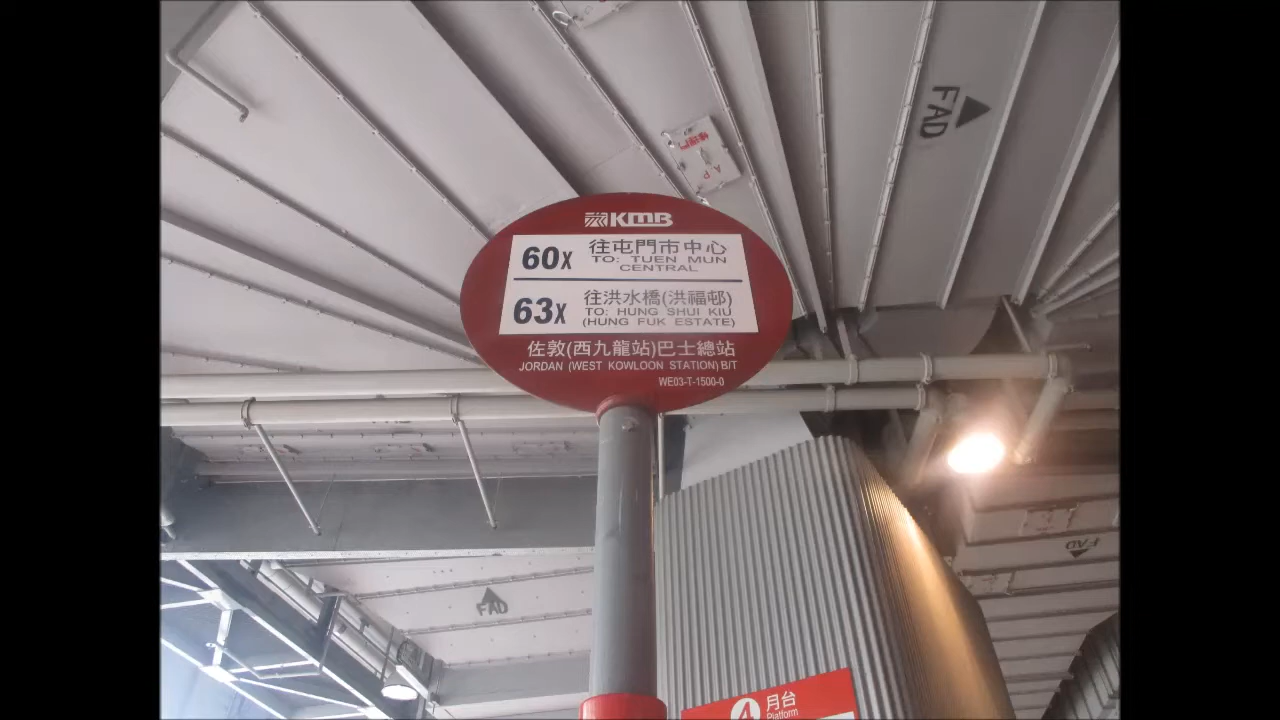 FAD
A.P
KMB
60X 往屯門市中心
TO: TUEN MUN
CENTRAL
63X 往洪水橋(洪福邨)
TO: HUNG SHUI KIU
(HUNG FUK ESTATE)
佐敦(西九龍站)巴士總站
JORDAN (WEST KOWLOON STATION) B/T
WE03-T-1500-0
FAD
FAD
4 月台
Platform